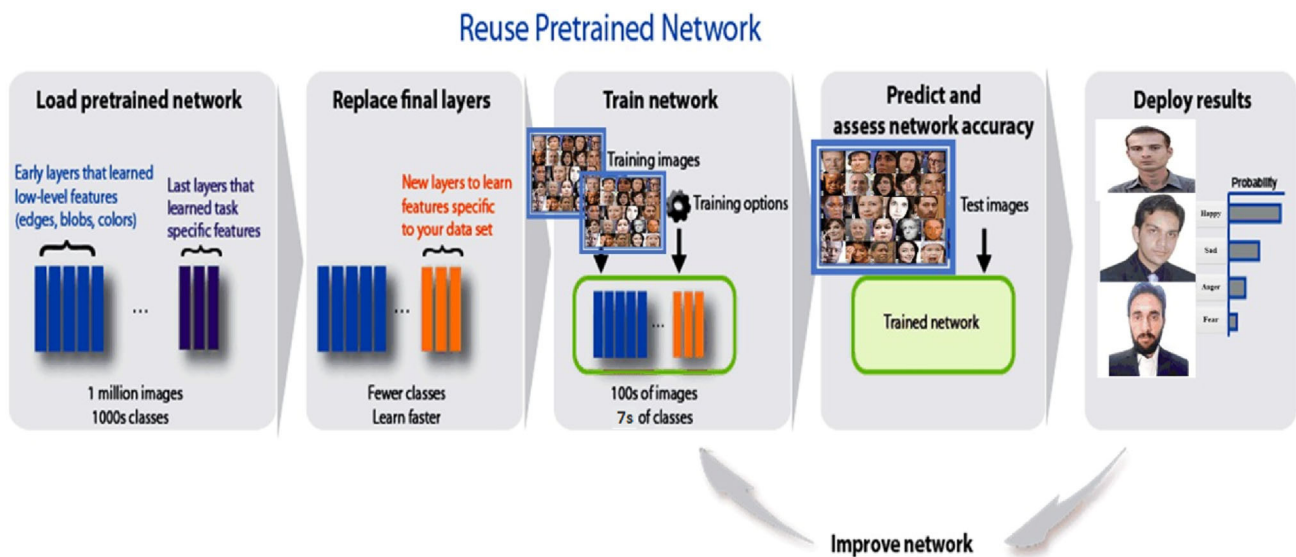 Reuse Pretrained Network
Load pretrained network
Early layers that learned
low-level features
(edges, blobs, colors)
Last layers that
learned task
specific features
...
1 million images
1000s classes
Replace final layers
New layers to learn
features specific
to your data set
...
Fewer classes
Learn faster
Train network
Training images
Training options
...
100s of images
7s of classes
Predict and
assess network accuracy
Test images
Trained network
Deploy results
Probability
Happy
Sad
Anger
Fear
Improve network